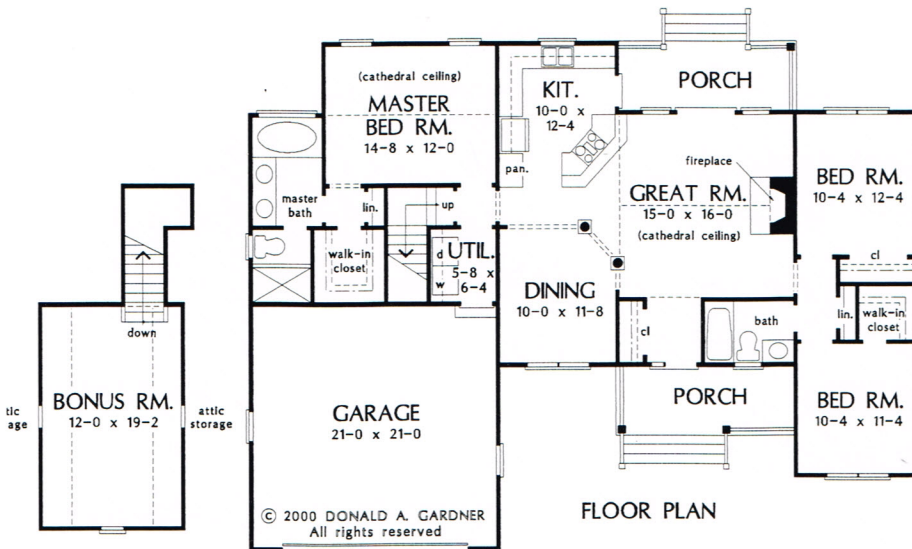 (cathedral ceiling)
MASTER
BED RM.
14-8 x 12-0
KIT.
10-0 x
12-4
PORCH
pan.
fireplace
GREAT RM.
15-0 x 16-0
(cathedral ceiling)
BED RM.
10-4 x 12-4
cl
master
bath
lin.
up
walk-in
closet
UTIL.
5-8 x
6-4
d
w
DINING
10-0 x 11-8
cl
bath
lin.
walk-in
closet
down
BONUS RM.
12-0 x 19-2
tic
age
attic
storage
GARAGE
21-0 x 21-0
PORCH
BED RM.
10-4 x 11-4
© 2000 DONALD A. GARDNER
All rights reserved
FLOOR PLAN